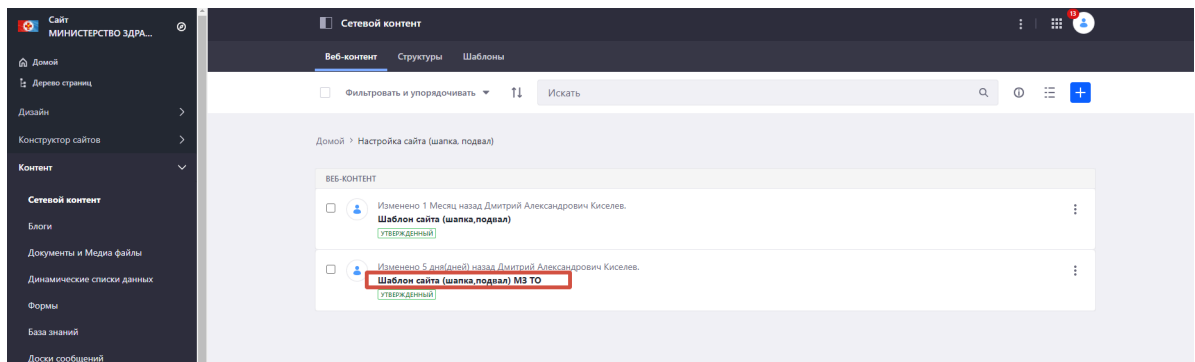 Сайт
МИНИСТЕРСТВО ЗДРА...
Домой
Дерево страниц
Дизайн
Конструктор сайтов
Контент
Сетевой контент
Блоги
Документы и Медиа файлы
Динамические списки данных
Формы
База знаний
Доски сообщений
Сетевой контент
13
Веб-контент Структуры Шаблоны
Фильтровать и упорядочивать Искать
Домой > Настройка сайта (шапка, подвал)
ВЕБ-КОНТЕНТ
Изменено 1 Месяц назад Дмитрий Александрович Киселев.
Шаблон сайта (шапка,подвал)
УТВЕРЖДЕННЫЙ
Изменено 5 дня(дней) назад Дмитрий Александрович Киселев.
Шаблон сайта (шапка,подвал) МЗ ТО
УТВЕРЖДЕННЫЙ